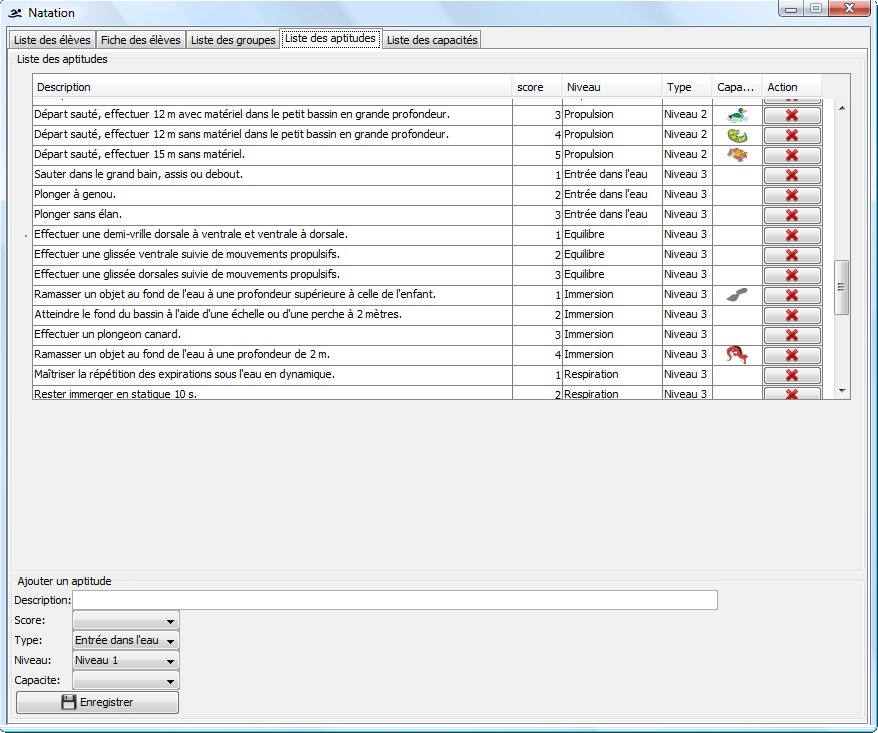 Natation
Liste des élèves Fiche des élèves Liste des groupes Liste des aptitudes Liste des capacités
Liste des aptitudes
Description score Niveau Type Capa... Action
Départ sauté, effectuer 12 m avec matériel dans le petit bassin en grande profondeur. 3 Propulsion Niveau 2
Départ sauté, effectuer 12 m sans matériel dans le petit bassin en grande profondeur. 4 Propulsion Niveau 2
Départ sauté, effectuer 15 m sans matériel. 5 Propulsion Niveau 2
Sauter dans le grand bain, assis ou debout. 1 Entrée dans l'eau Niveau 3
Plonger à genou. 2 Entrée dans l'eau Niveau 3
Plonger sans élan. 3 Entrée dans l'eau Niveau 3
Effectuer une demi-vrille dorsale à ventrale et ventrale à dorsale. 1 Equilibre Niveau 3
Effectuer une glissée ventrale suivie de mouvements propulsifs. 2 Equilibre Niveau 3
Effectuer une glissée dorsales suivie de mouvements propulsifs. 3 Equilibre Niveau 3
Ramasser un objet au fond de l'eau à une profondeur supérieure à celle de l'enfant. 1 Immersion Niveau 3
Atteindre le fond du bassin à l'aide d'une échelle ou d'une perche à 2 mètres. 2 Immersion Niveau 3
Effectuer un plongeon canard. 3 Immersion Niveau 3
Ramasser un objet au fond de l'eau à une profondeur de 2 m. 4 Immersion Niveau 3
Maîtriser la répétition des expirations sous l'eau en dynamique. 1 Respiration Niveau 3
Rester immerger en statique 10 s. 2 Respiration Niveau 3
Ajouter un aptitude
Description:
Score:
Type: Entrée dans l'eau
Niveau: Niveau 1
Capacite:
Enregistrer